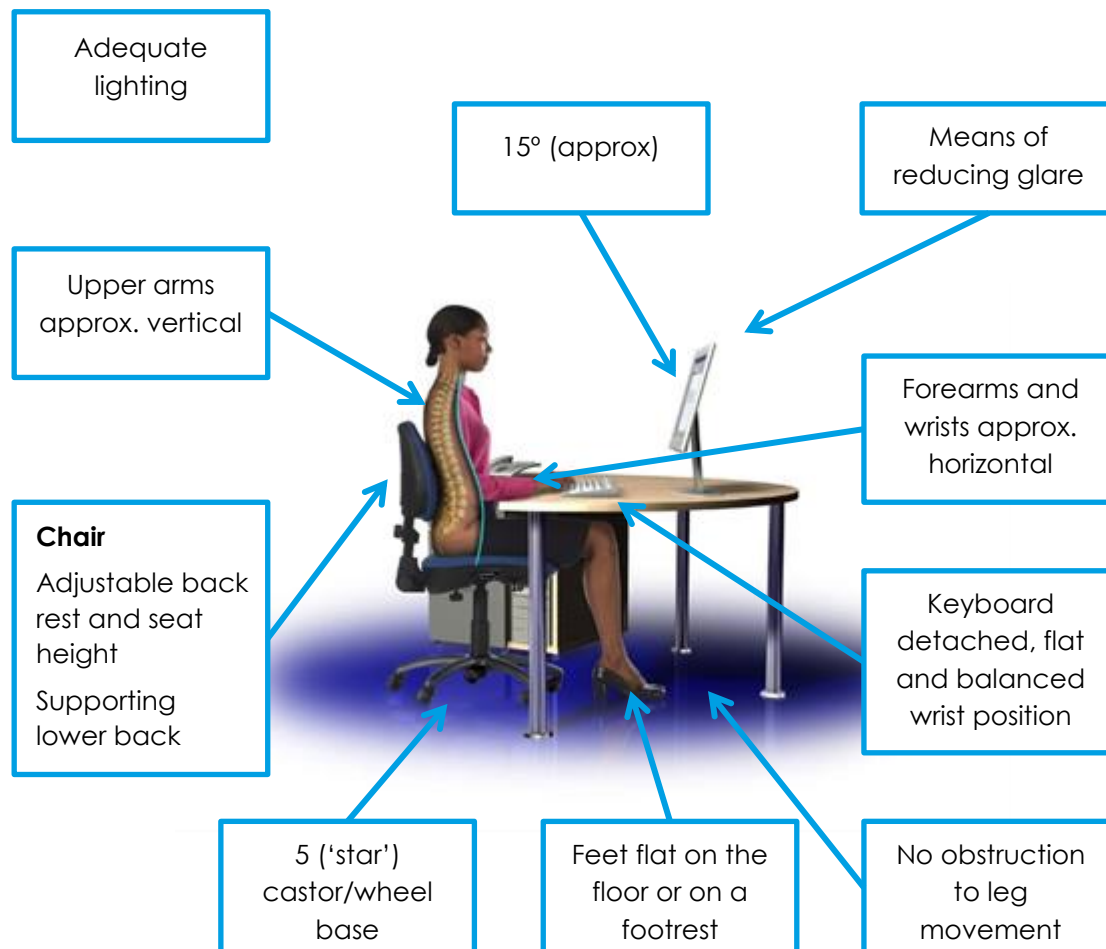 Adequate
lighting
15º (approx)
Means of
reducing glare
Upper arms
approx. vertical
Forearms and
wrists approx.
horizontal
Chair
Adjustable back
rest and seat
height
Supporting
lower back
Keyboard
detached, flat
and balanced
wrist position
5 (‘star’)
castor/wheel
base
Feet flat on the
floor or on a
footrest
No obstruction
to leg
movement